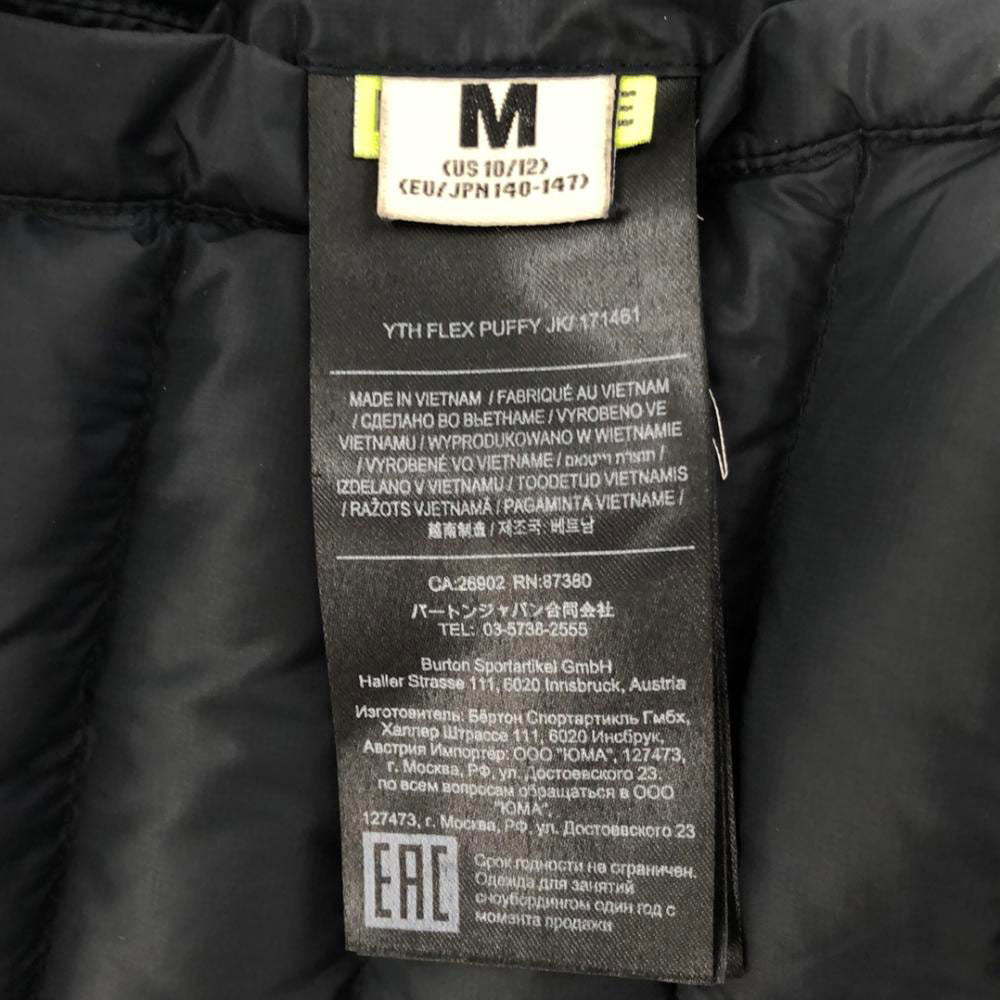 M
(US 10/12)
(EU/JPN 140-147)
YTH FLEX PUFFY JK/ 171461
MADE IN VIETNAM / FABRIQUÉ AU VIETNAM
/ СДЕЛАНО ВО ВЬЕТНАМЕ / VYROBENO VE
VIETNAMU / WYPRODUKOWANO W WIETNAMIE
/ VYROBENÉ VO VIETNAME / תוצרת וייטנאם /
IZDELANO V VIETNAMU / TOODETUD VIETNAMIS
/ RAŽOTS VJETNAMĀ / PAGAMINTA VIETNAME /
越南制造 / 제조국: 베트남
CA:26902 RN:87380
バートンジャパン合同会社
TEL: 03-5738-2555
Burton Sportartikel GmbH
Haller Strasse 111, 6020 Innsbruck, Austria
Изготовитель: Бёртон Спортартикль Гмбх,
Халлер Штрассе 111, 6020 Инсбрук,
Австрия Импортер: ООО "ЮМА", 127473,
г. Москва, РФ, ул. Достоевского 23.
по всем вопросам обращаться в ООО
"ЮМА",
127473, г. Москва, РФ, ул. Достоевского 23
EAC
Срок годности не ограничен.
Одежда для занятий
сноубордингом один год с
момента продажи